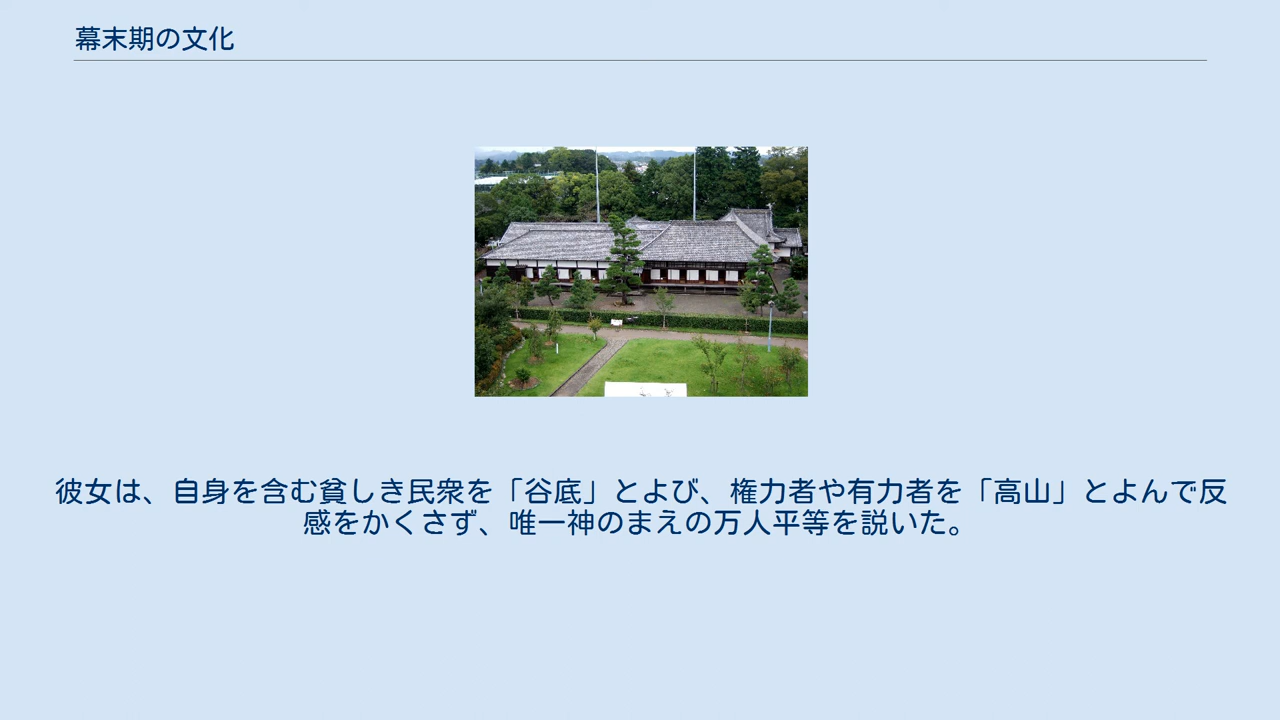 幕末期の文化
彼女は、自身を含む貧しき民衆を「谷底」とよび、権力者や有力者を「高山」とよんで反
感をかくさず、唯一神のまえの万人平等を説いた。